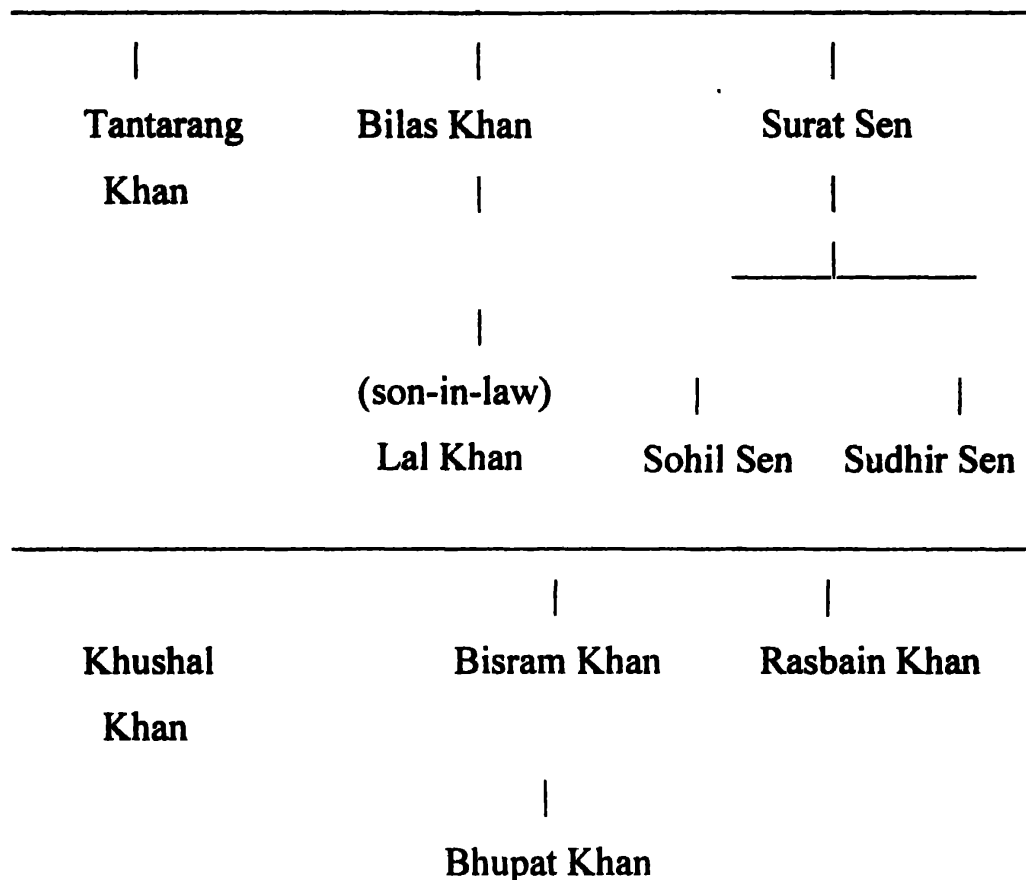 Tantarang Bilas Khan Surat Sen
Khan
(son-in-law)
Lal Khan Sohil Sen Sudhir Sen
Khushal Bisram Khan Rasbain Khan
Khan
Bhupat Khan